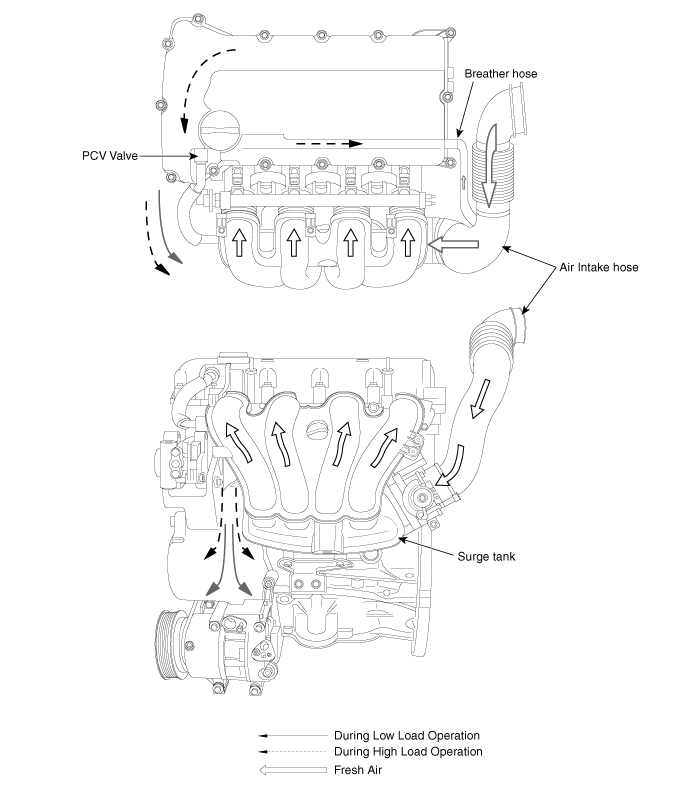 Breather hose
PCV Valve
Air Intake hose
Surge tank
During Low Load Operation
During High Load Operation
Fresh Air